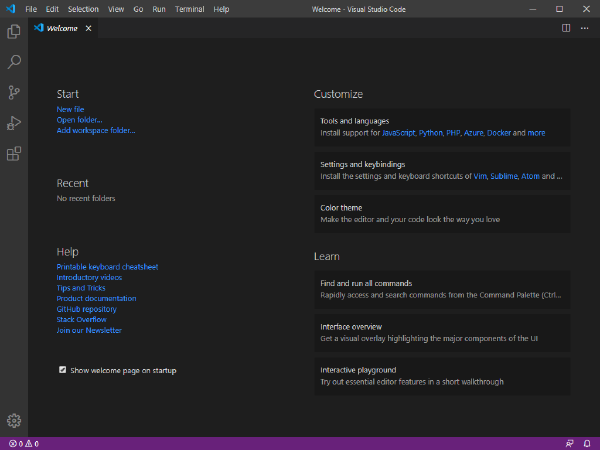 File Edit Selection View Go Run Terminal Help Welcome - Visual Studio Code
Welcome
Start
New file
Open folder...
Add workspace folder...
Recent
No recent folders
Help
Printable keyboard cheatsheet
Introductory videos
Tips and Tricks
Product documentation
GitHub repository
Stack Overflow
Join our Newsletter
Show welcome page on startup
Customize
Tools and languages
Install support for JavaScript, Python, PHP, Azure, Docker and more
Settings and keybindings
Install the settings and keyboard shortcuts of Vim, Sublime, Atom and ...
Color theme
Make the editor and your code look the way you love
Learn
Find and run all commands
Rapidly access and search commands from the Command Palette (Ctrl...
Interface overview
Get a visual overlay highlighting the major components of the UI
Interactive playground
Try out essential editor features in a short walkthrough
0 0